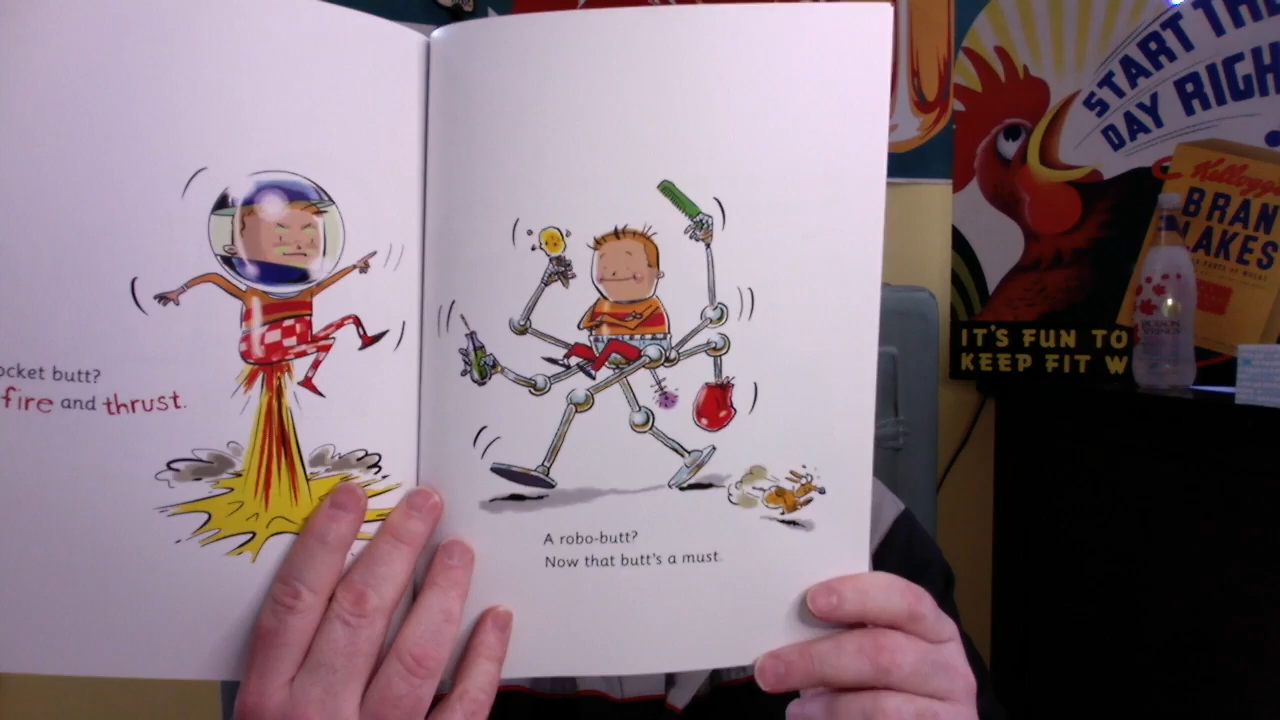 ocket butt?
fire and thrust.
A robo-butt?
Now that butt's a must.
START THE
DAY RIGH
Kellogg's
BRAN
LAKES
IT'S FUN TO
KEEP FIT W